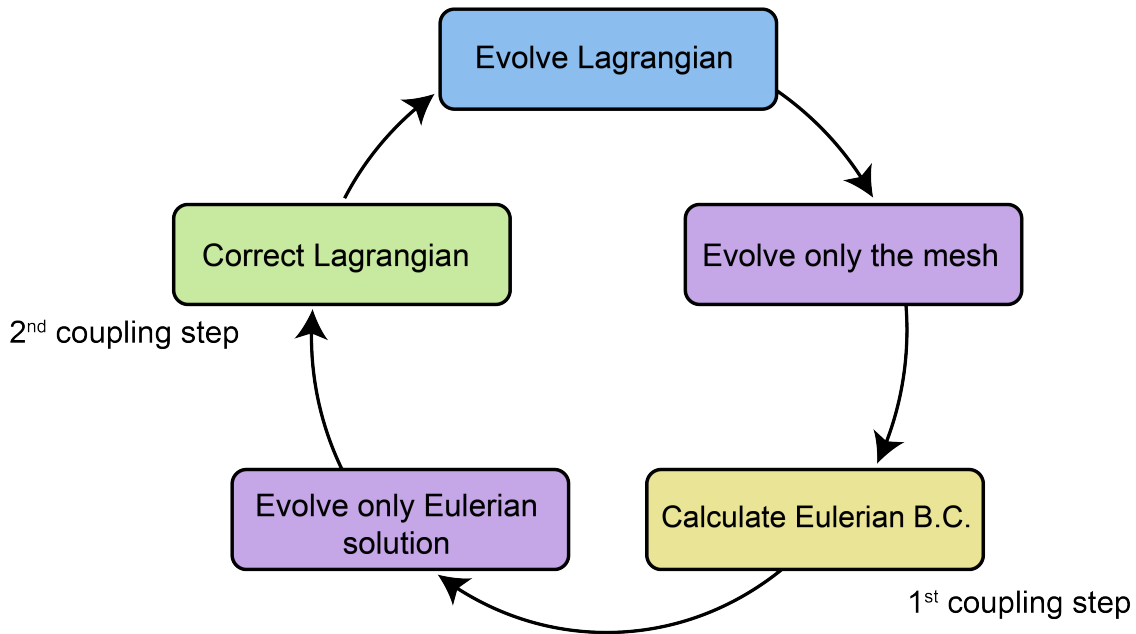 Evolve Lagrangian
Correct Lagrangian
Evolve only the mesh
2nd coupling step
Evolve only Eulerian
solution
Calculate Eulerian B.C.
1st coupling step